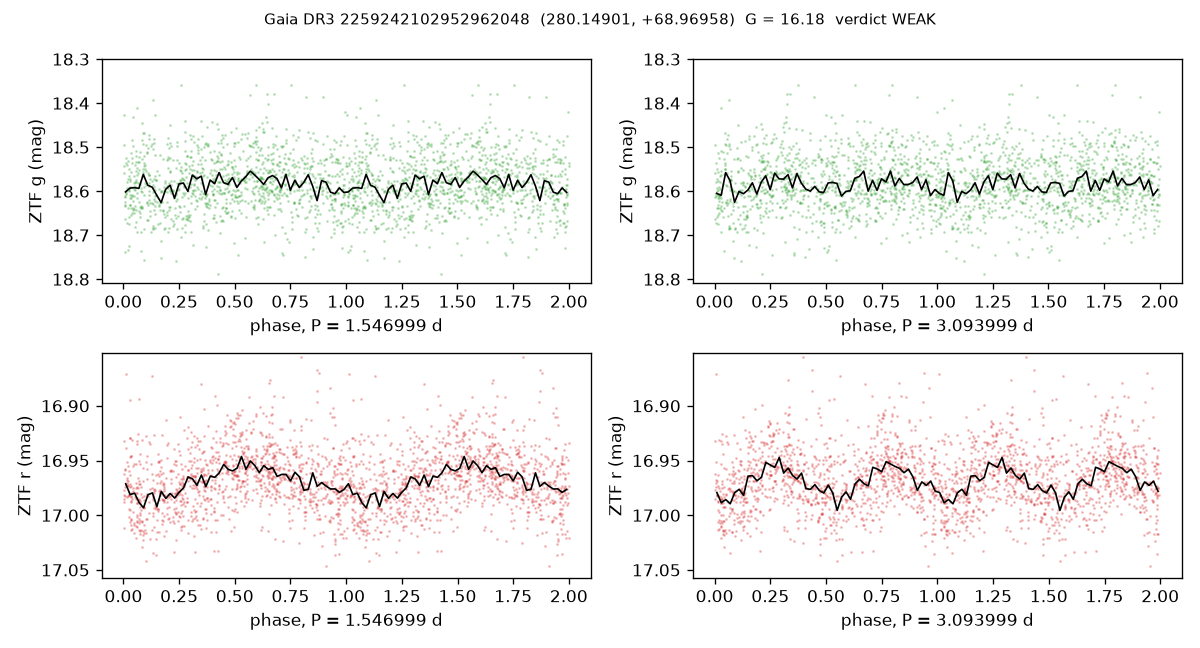 Gaia DR3 2259242102952962048 (280.14901, +68.96958) G = 16.18 verdict WEAK
18.3
18.4
18.5
18.6
18.7
18.8
ZTF g (mag)
0.00 0.25 0.50 0.75 1.00 1.25 1.50 1.75 2.00
phase, P = 1.546999 d
18.3
18.4
18.5
18.6
18.7
18.8
ZTF g (mag)
0.00 0.25 0.50 0.75 1.00 1.25 1.50 1.75 2.00
phase, P = 3.093999 d
16.90
16.95
17.00
17.05
ZTF r (mag)
0.00 0.25 0.50 0.75 1.00 1.25 1.50 1.75 2.00
phase, P = 1.546999 d
16.90
16.95
17.00
17.05
ZTF r (mag)
0.00 0.25 0.50 0.75 1.00 1.25 1.50 1.75 2.00
phase, P = 3.093999 d